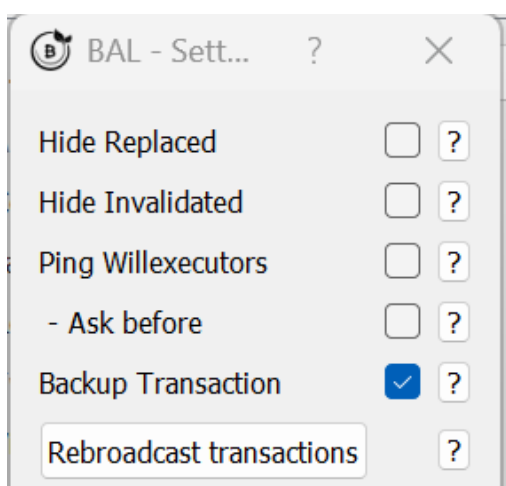 BAL - Sett... ?
Hide Replaced ?
Hide Invalidated ?
Ping Willexecutors ?
- Ask before ?
Backup Transaction ?
Rebroadcast transactions ?